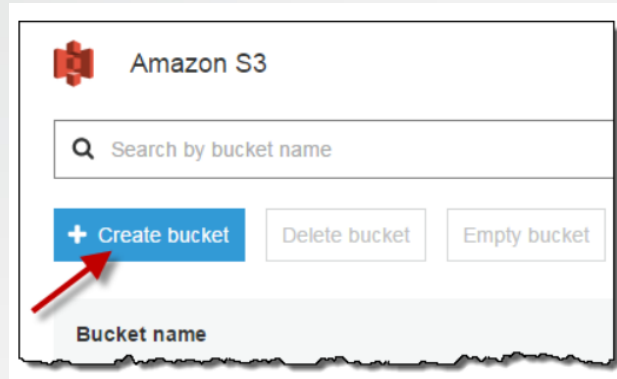 Amazon S3
Search by bucket name
+ Create bucket Delete bucket Empty bucket
Bucket name